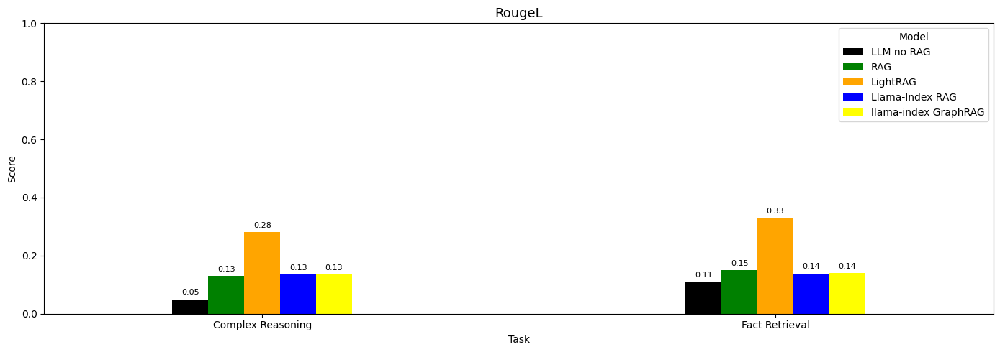 RougeL
1.0
0.8
0.6
0.4
0.2
0.0
Score
Model
LLM no RAG
RAG
LightRAG
Llama-Index RAG
llama-index GraphRAG
0.05
0.13
0.28
0.13
0.13
0.11
0.15
0.33
0.14
0.14
Complex Reasoning
Fact Retrieval
Task